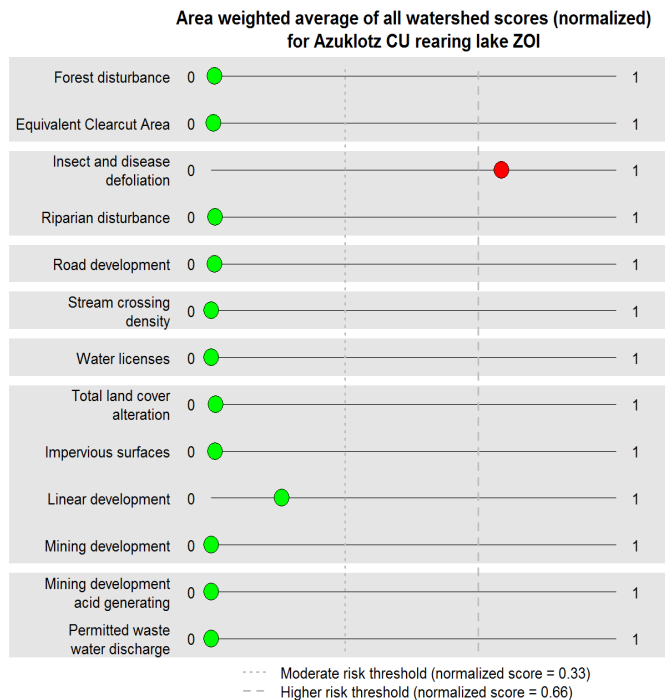 Area weighted average of all watershed scores (normalized)
for Azuklotz CU rearing lake ZOI
Forest disturbance 0 1
Equivalent Clearcut Area 0 1
Insect and disease
defoliation 0 1
Riparian disturbance 0 1
Road development 0 1
Stream crossing
density 0 1
Water licenses 0 1
Total land cover
alteration 0 1
Impervious surfaces 0 1
Linear development 0 1
Mining development 0 1
Mining development
acid generating 0 1
Permitted waste
water discharge 0 1
Moderate risk threshold (normalized score = 0.33)
Higher risk threshold (normalized score = 0.66)